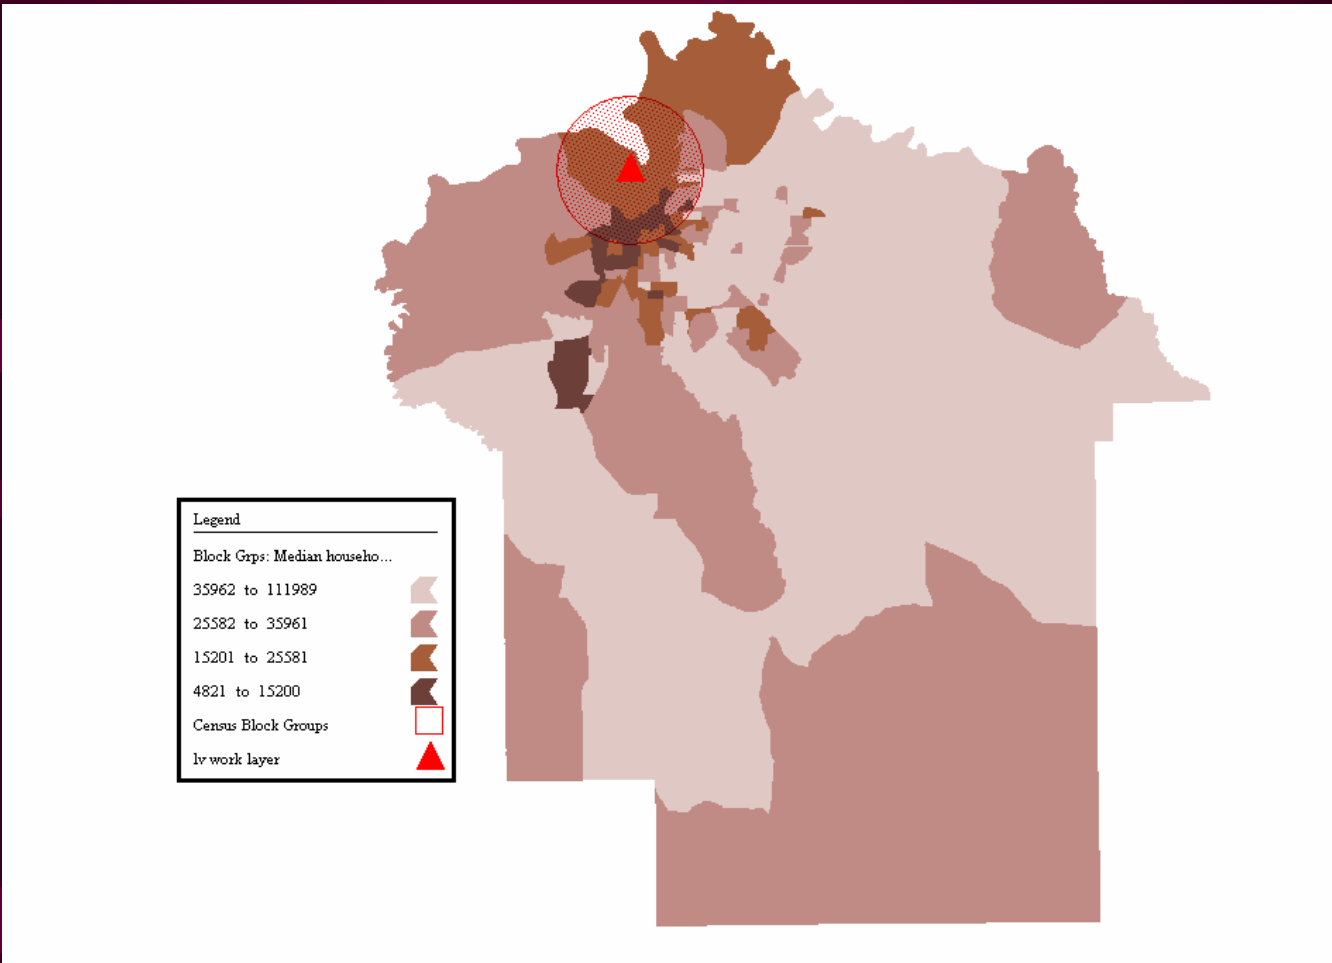 Legend
Block Grps: Median househo...
35962 to 111989
25582 to 35961
15201 to 25581
4821 to 15200
Census Block Groups
lv work layer